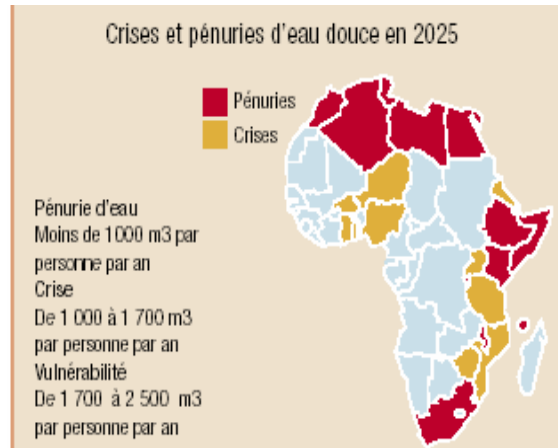 Crises et pénuries d'eau douce en 2025
Pénuries
Crises
Pénurie d'eau
Moins de 1000 m3 par
personne par an
Crise
De 1 000 à 1 700 m3
par personne par an
Vulnérabilité
De 1 700 à 2 500 m3
par personne par an